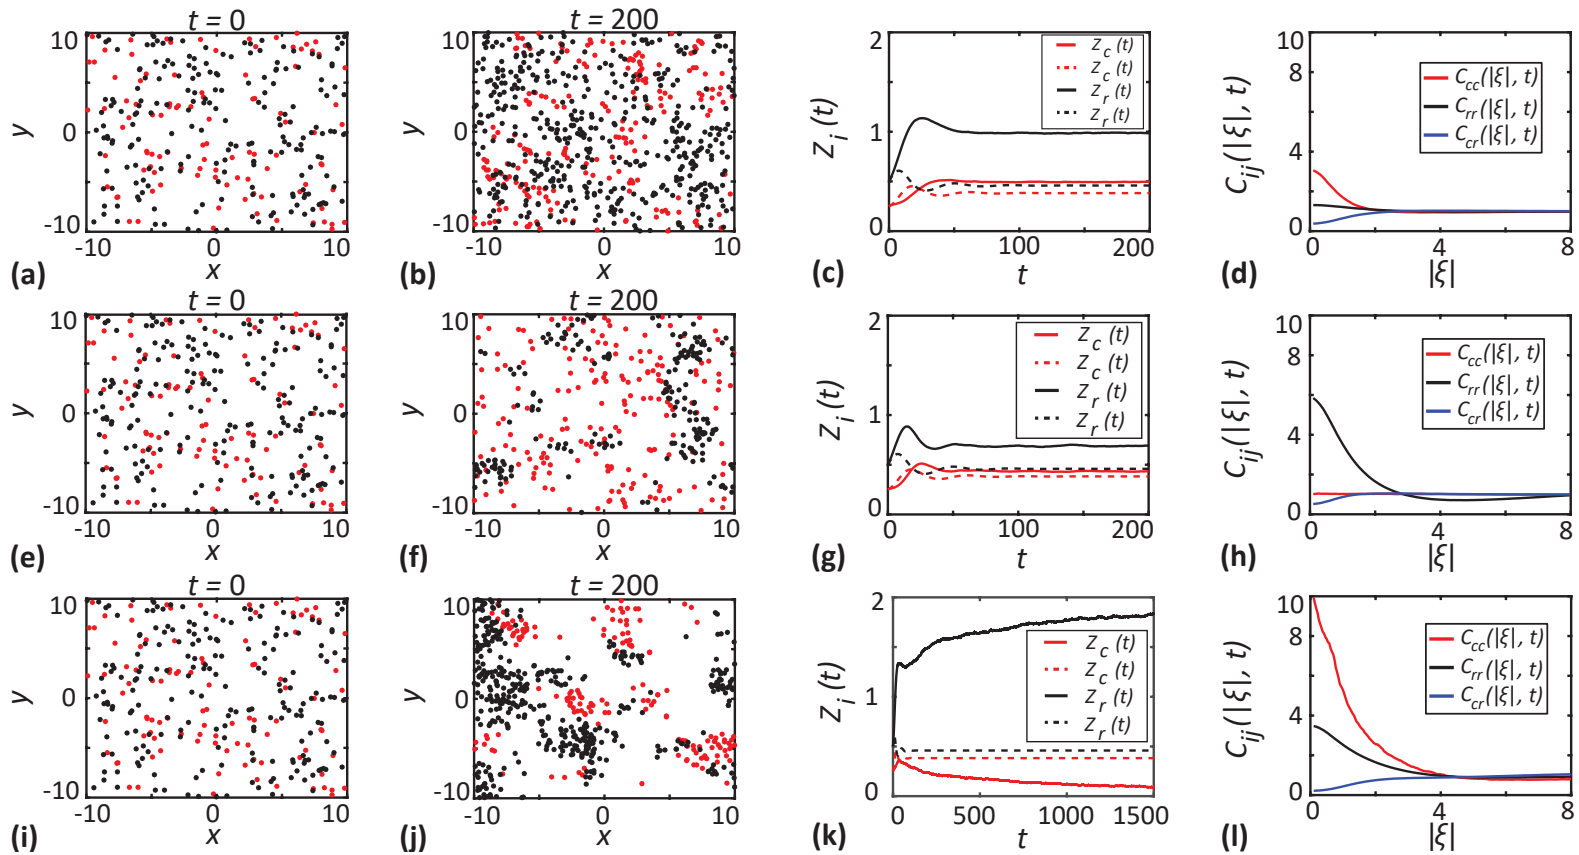 t = 0
10
y
0
-10
-10
0
10
x
(a)
t = 200
10
y
0
-10
-10
0
10
x
(b)
2
1
0
Z_i (t)
0
100
200
t
Z_c (t)
Z_c (t)
Z_r (t)
Z_r (t)
(c)
10
8
4
0
C_ij(|ξ|, t)
0
4
8
|ξ|
C_cc(|ξ|, t)
C_rr(|ξ|, t)
C_cr(|ξ|, t)
(d)
t = 0
10
y
0
-10
-10
0
10
x
(e)
t = 200
10
y
0
-10
-10
0
10
x
(f)
2
1
0
Z_i (t)
0
100
200
t
Z_c (t)
Z_c (t)
Z_r (t)
Z_r (t)
(g)
10
8
4
0
C_ij(|ξ|, t)
0
4
8
|ξ|
C_cc(|ξ|, t)
C_rr(|ξ|, t)
C_cr(|ξ|, t)
(h)
t = 0
10
y
0
-10
-10
0
10
x
(i)
t = 200
10
y
0
-10
-10
0
10
x
(j)
2
1
0
Z_i (t)
0
500
1000
1500
t
Z_c (t)
Z_c (t)
Z_r (t)
Z_r (t)
(k)
10
8
4
0
C_ij(|ξ|, t)
0
4
8
|ξ|
C_cc(|ξ|, t)
C_rr(|ξ|, t)
C_cr(|ξ|, t)
(l)